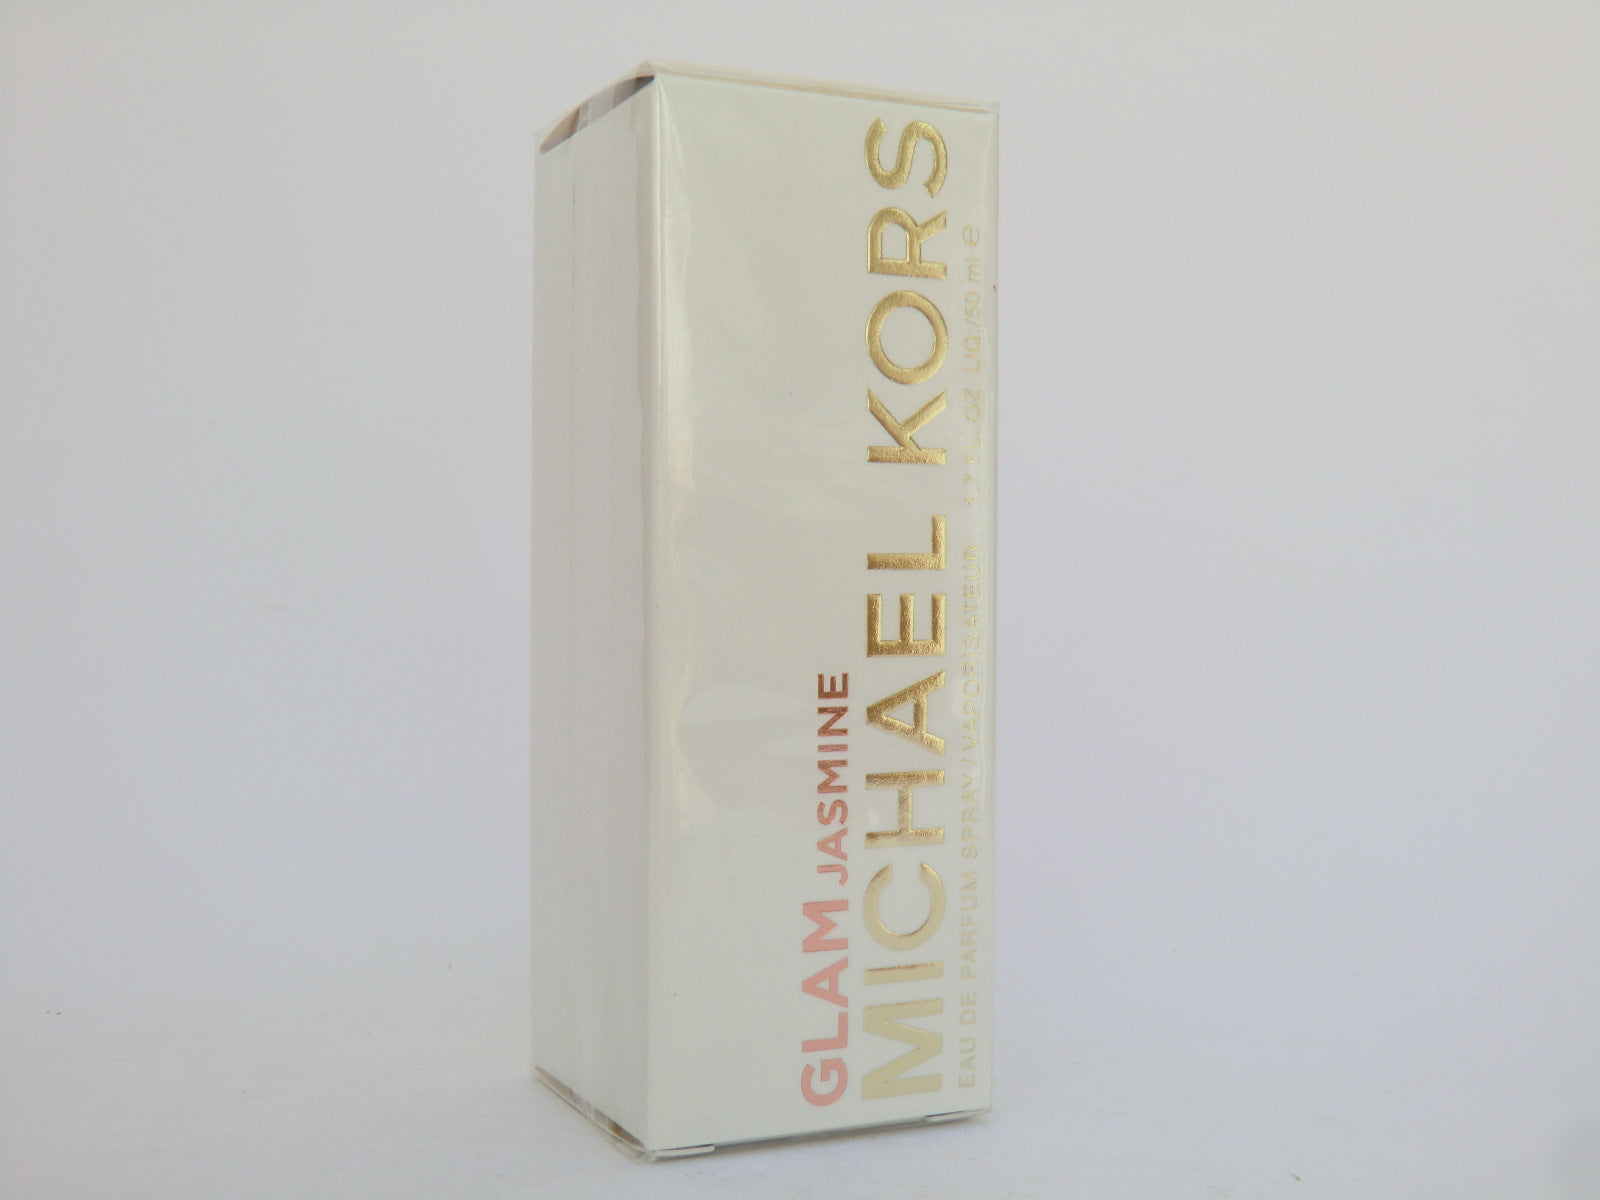 GLAM JASMINE
MICHAEL KORS
EAU DE PARFUM SPRAY/VAPORISATEUR 1.7 FL. OZ LIQ./50 ml ℮